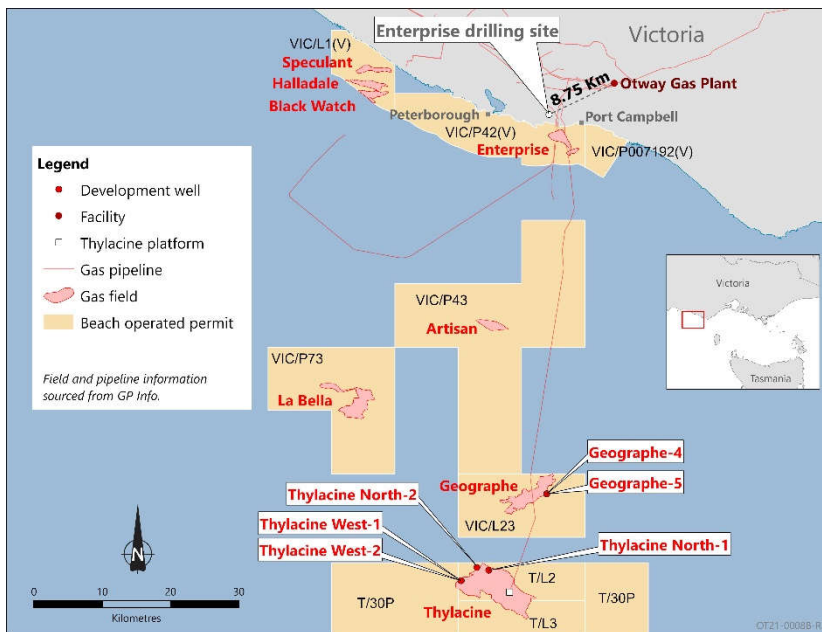 Enterprise drilling site
Victoria
VIC/L1(V)
Speculant
Halladale
Black Watch
8.75 Km
Otway Gas Plant
Peterborough
Port Campbell
VIC/P42(V)
Enterprise
VIC/P007192(V)
Legend
Development well
Facility
Thylacine platform
Gas pipeline
Gas field
Beach operated permit
Field and pipeline information
sourced from GP Info.
VIC/P43
Artisan
Victoria
Tasmania
VIC/P73
La Bella
Geographe
Geographe-4
Geographe-5
VIC/L23
Thylacine North-2
Thylacine West-1
Thylacine West-2
Thylacine North-1
N
0 10 20 30
Kilometres
T/30P
T/L2
T/30P
Thylacine
T/L3
OT21-0008B-R